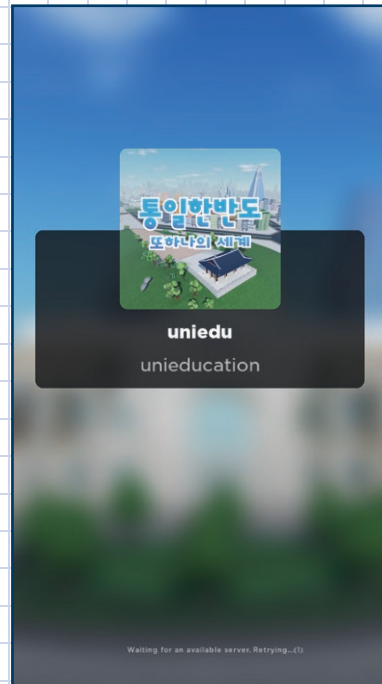 통일한반도
또하나의 세계
uniedu
unieducation
Waiting for an available server. Retrying...(1)